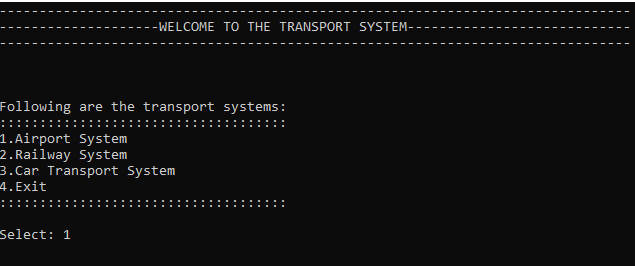 -------------------------------------------------------------------------------
--------------------WELCOME TO THE TRANSPORT SYSTEM----------------------------
-------------------------------------------------------------------------------
Following are the transport systems:
::::::::::::::::::::::::::::::::::::
1.Airport System
2.Railway System
3.Car Transport System
4.Exit
::::::::::::::::::::::::::::::::::::
Select: 1